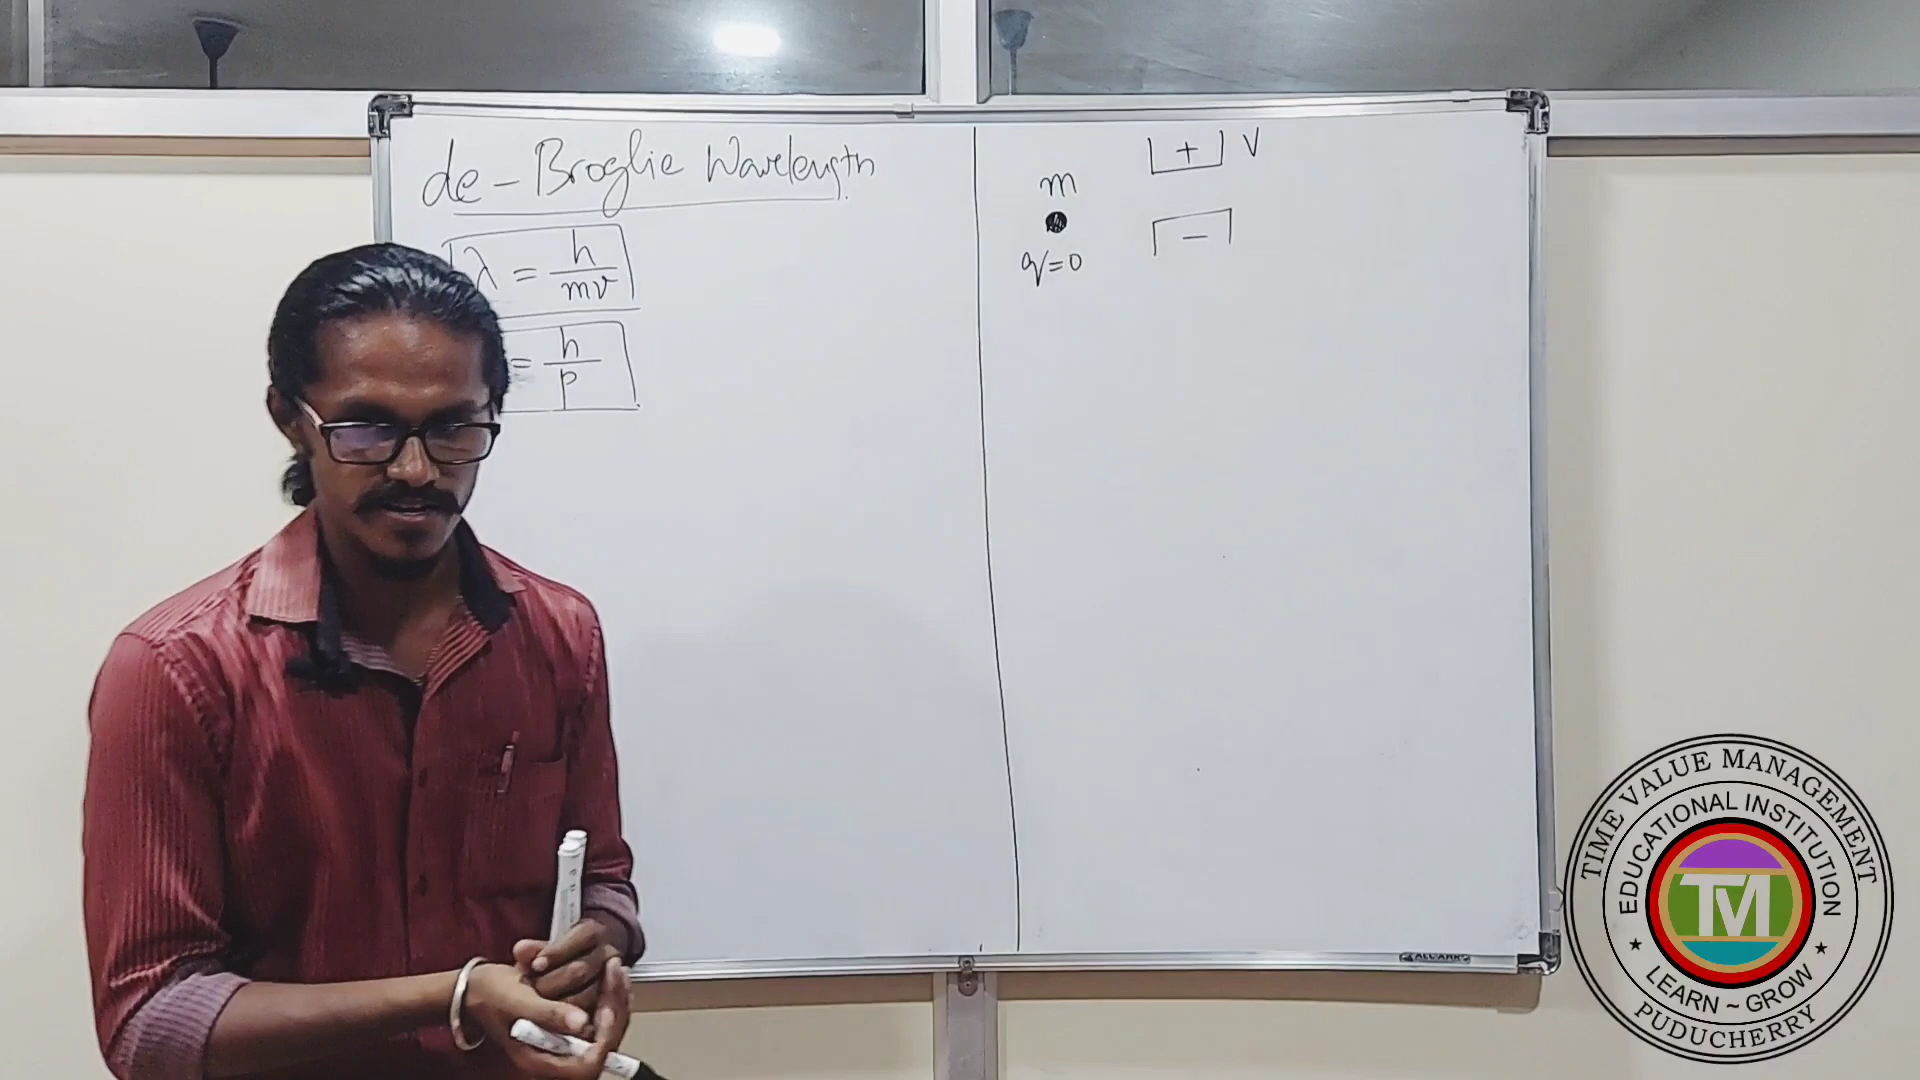 de-Broglie Wavelength
λ = h/mv
= h/p
m
q=0
+ V
−
TIME VALUE MANAGEMENT
EDUCATIONAL INSTITUTION
TM
LEARN ~ GROW
PUDUCHERRY